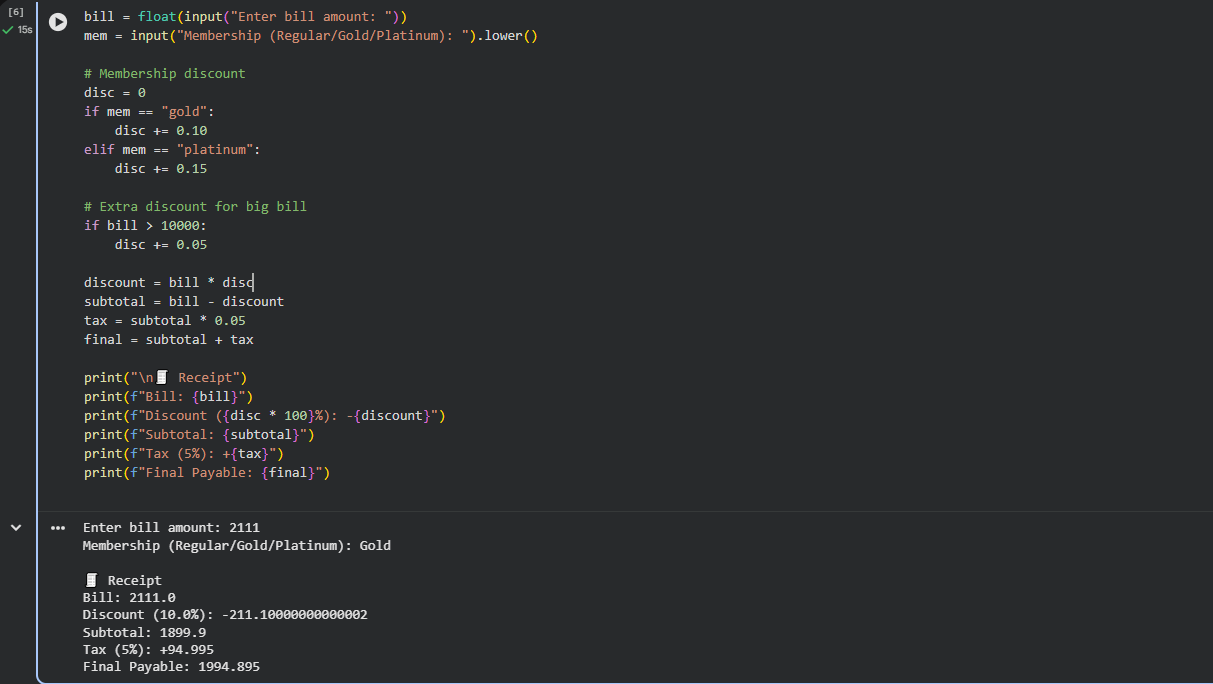 [6]
15s
bill = float(input("Enter bill amount: "))
mem = input("Membership (Regular/Gold/Platinum): ").lower()

# Membership discount
disc = 0
if mem == "gold":
    disc += 0.10
elif mem == "platinum":
    disc += 0.15

# Extra discount for big bill
if bill > 10000:
    disc += 0.05

discount = bill * disc
subtotal = bill - discount
tax = subtotal * 0.05
final = subtotal + tax

print("\n🧾 Receipt")
print(f"Bill: {bill}")
print(f"Discount ({disc * 100}%): -{discount}")
print(f"Subtotal: {subtotal}")
print(f"Tax (5%): +{tax}")
print(f"Final Payable: {final}")

Enter bill amount: 2111
Membership (Regular/Gold/Platinum): Gold

🧾 Receipt
Bill: 2111.0
Discount (10.0%): -211.10000000000002
Subtotal: 1899.9
Tax (5%): +94.995
Final Payable: 1994.895